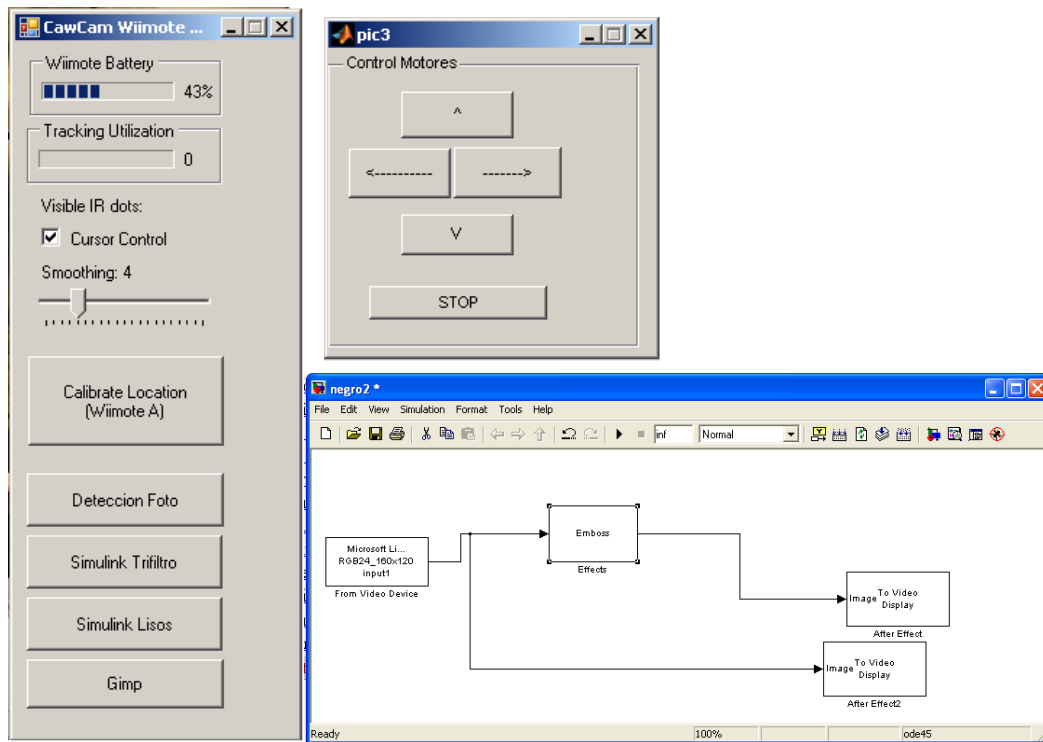 CawCam Wiimote ...
Wiimote Battery
43%
Tracking Utilization
0
Visible IR dots:
Cursor Control
Smoothing: 4
Calibrate Location
(Wiimote A)
Deteccion Foto
Simulink Trifiltro
Simulink Lisos
Gimp
pic3
Control Motores
^
<----------
------->
V
STOP
negro2 *
File Edit View Simulation Format Tools Help
inf Normal
Microsoft Li...
RGB24_160x120
input1
From Video Device
Emboss
Effects
Image To Video
Display
After Effect
Image To Video
Display
After Effect2
Ready 100% ode45